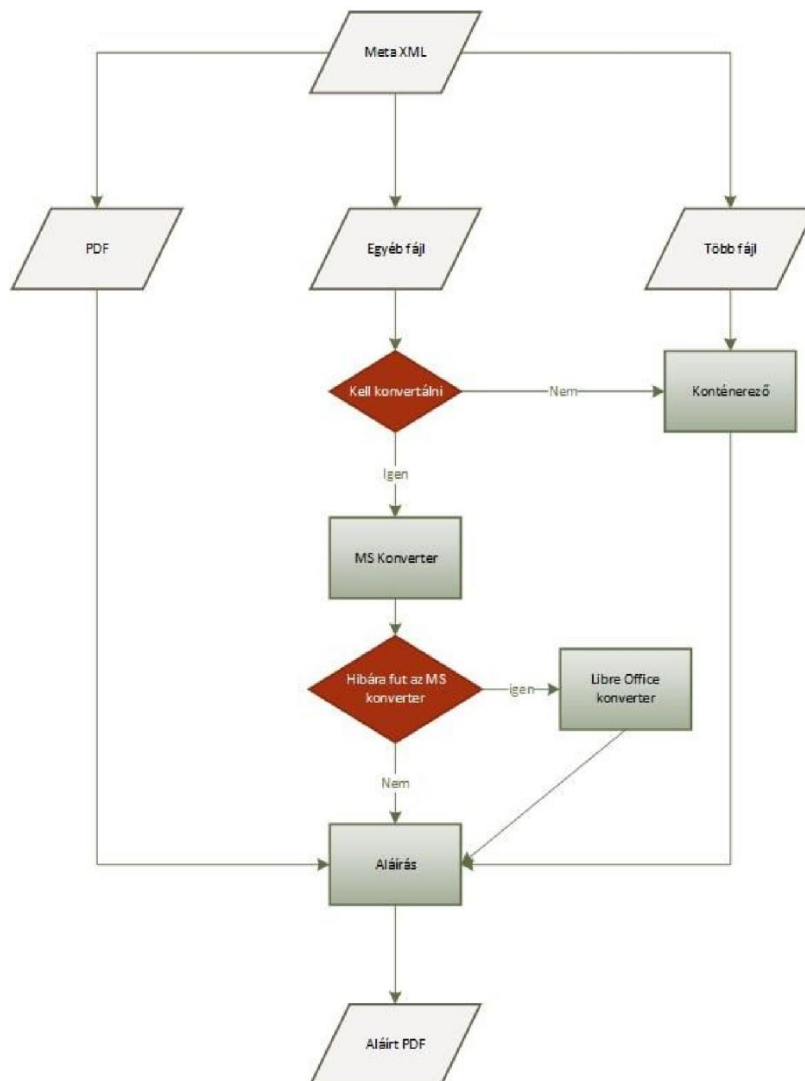 Meta XML
PDF
Egyéb fájl
Több fájl
Kell konvertálni
Nem
Konténerező
Igen
MS Konverter
Hibára fut az MS
konverter
igen
Libre Office
konverter
Nem
Aláírás
Aláírt PDF